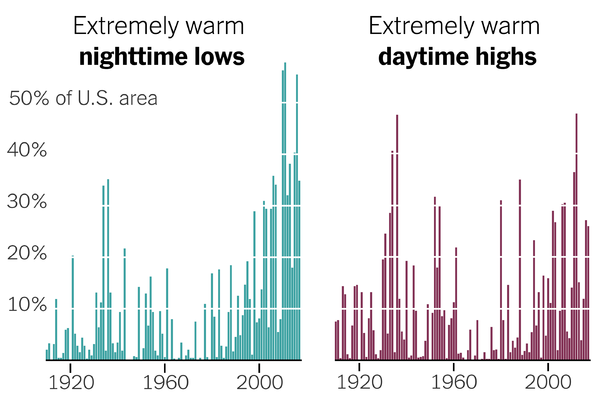 Extremely warm
nighttime lows
50% of U.S. area
40%
30%
20%
10%
1920
1960
2000
Extremely warm
daytime highs
1920
1960
2000